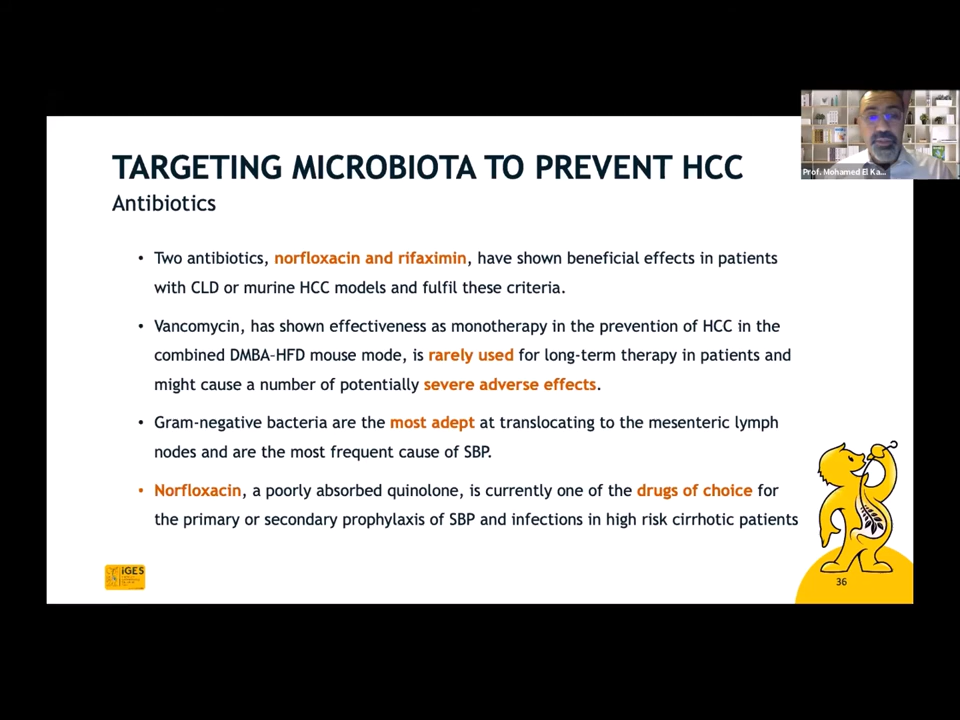 TARGETING MICROBIOTA TO PREVENT HCC
Antibiotics
Prof. Mohamed El Ka...
• Two antibiotics, norfloxacin and rifaximin, have shown beneficial effects in patients
with CLD or murine HCC models and fulfil these criteria.
• Vancomycin, has shown effectiveness as monotherapy in the prevention of HCC in the
combined DMBA–HFD mouse mode, is rarely used for long-term therapy in patients and
might cause a number of potentially severe adverse effects.
• Gram-negative bacteria are the most adept at translocating to the mesenteric lymph
nodes and are the most frequent cause of SBP.
• Norfloxacin, a poorly absorbed quinolone, is currently one of the drugs of choice for
the primary or secondary prophylaxis of SBP and infections in high risk cirrhotic patients
IGES
36